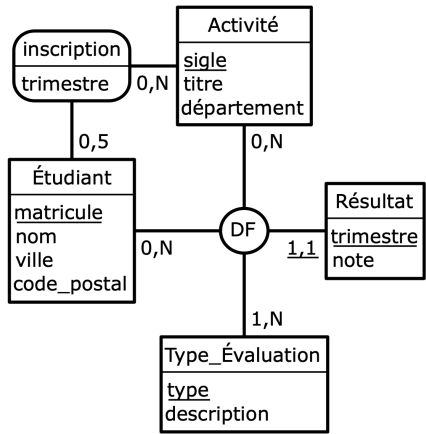 inscription
trimestre
0,N
0,5
Activité
sigle
titre
département
0,N
Étudiant
matricule
nom
ville
code_postal
0,N
DF
1,1
Résultat
trimestre
note
1,N
Type_Évaluation
type
description